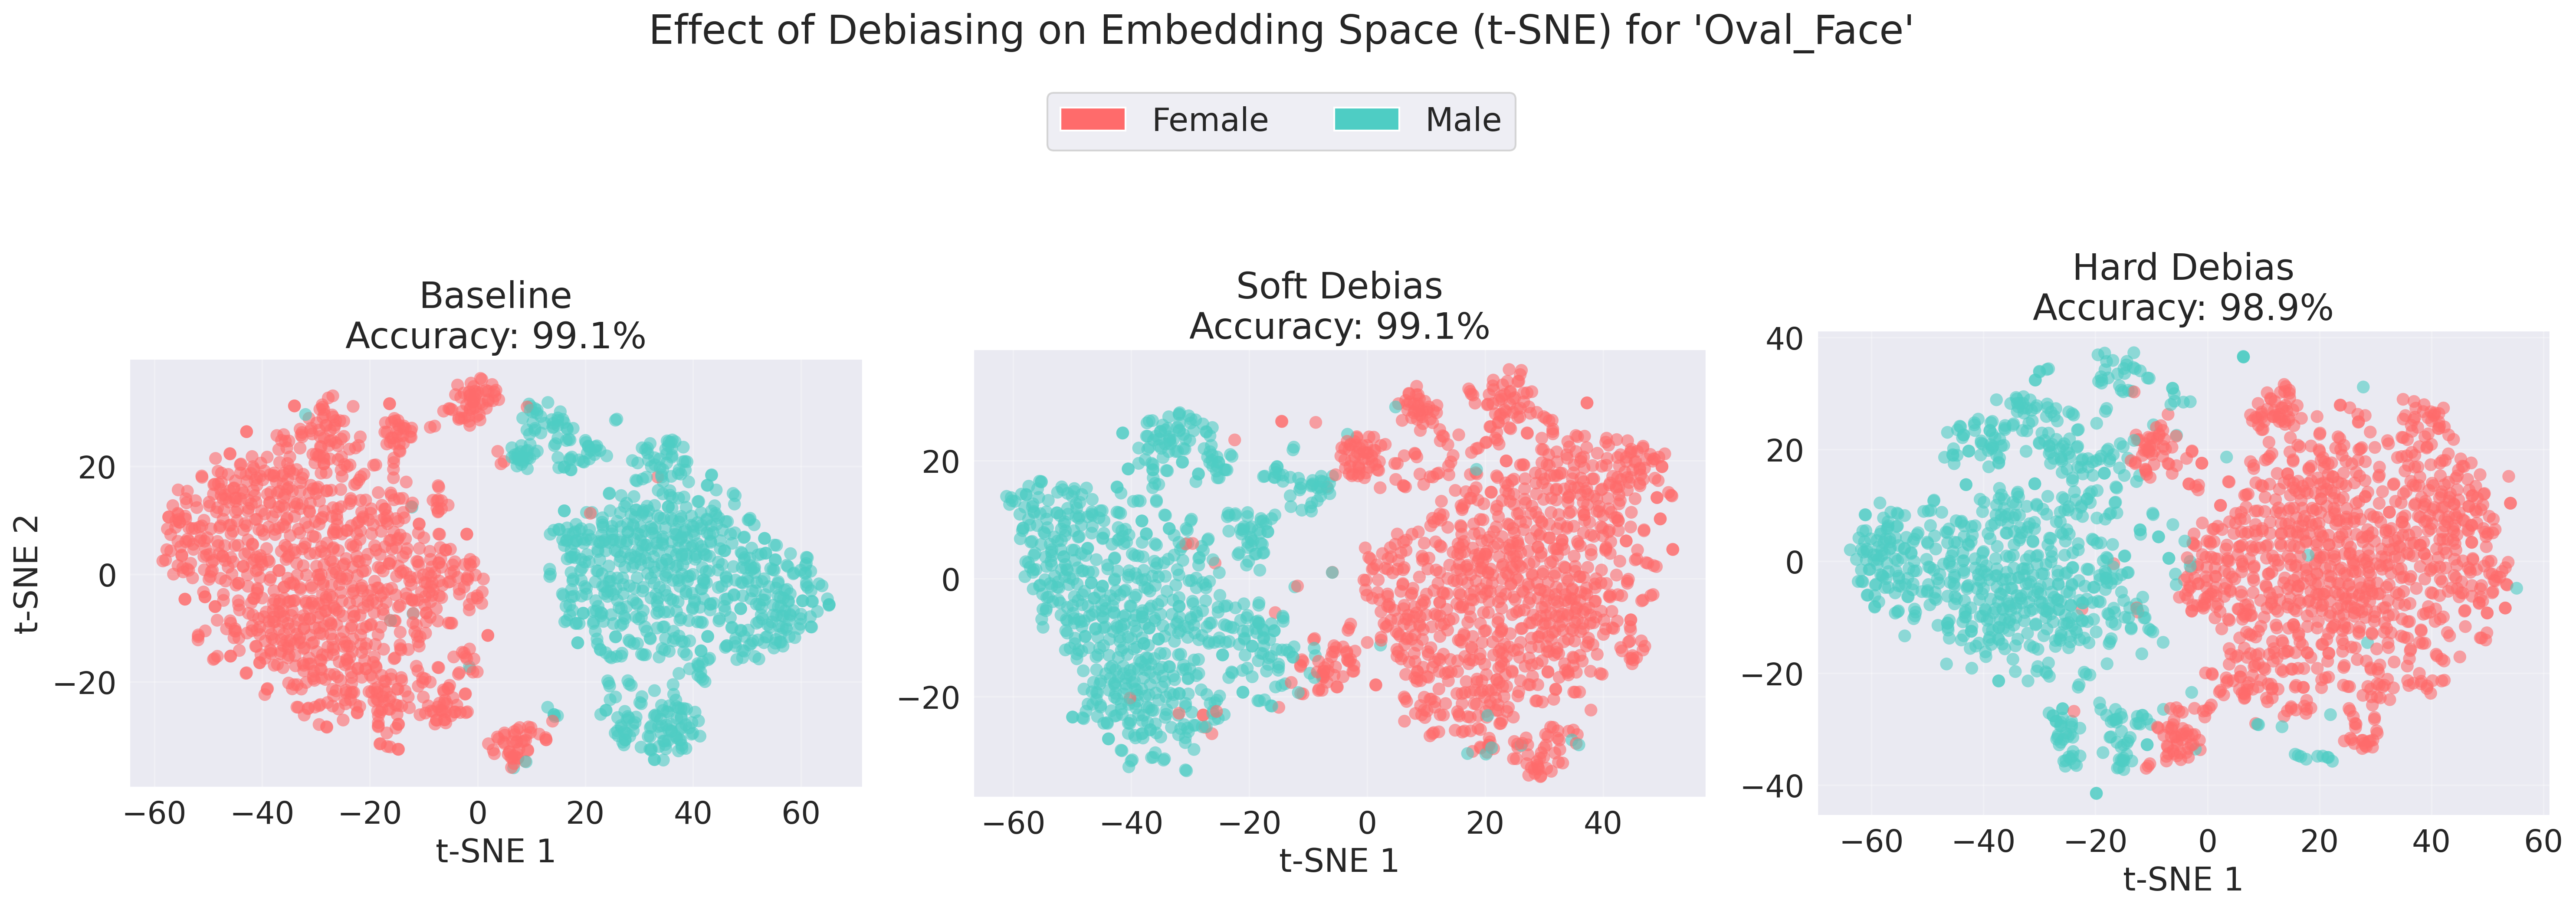 Effect of Debiasing on Embedding Space (t-SNE) for 'Oval_Face'
Female Male
Baseline
Accuracy: 99.1%
t-SNE 2
20
0
−20
−60 −40 −20 0 20 40 60
t-SNE 1
Soft Debias
Accuracy: 99.1%
20
0
−20
−60 −40 −20 0 20 40
t-SNE 1
Hard Debias
Accuracy: 98.9%
40
20
0
−20
−40
−60 −40 −20 0 20 40 60
t-SNE 1